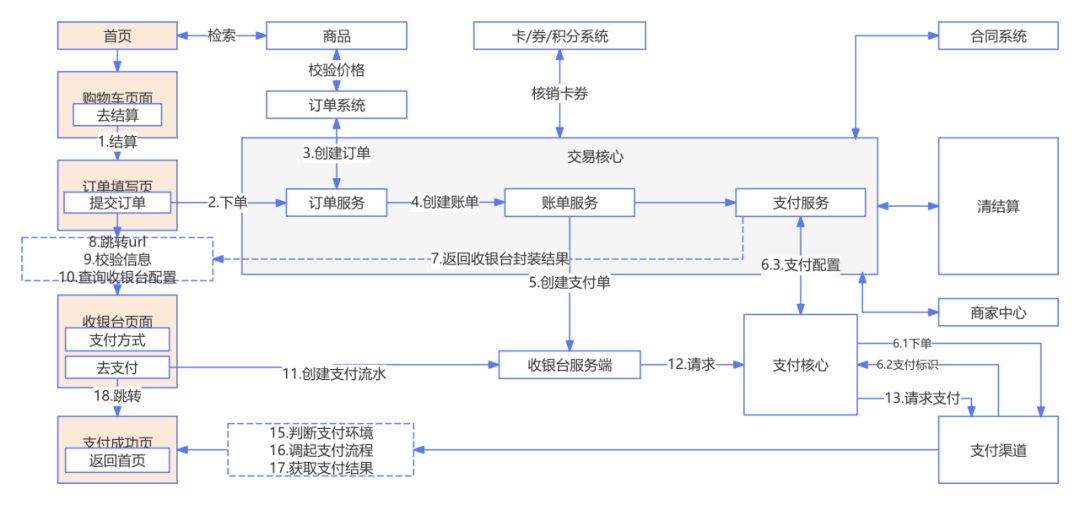 首页
检索
商品
卡/券/积分系统
合同系统
校验价格
购物车页面
去结算
订单系统
核销卡券
1.结算
3.创建订单
交易核心
订单填写页
提交订单
2.下单
订单服务
4.创建账单
账单服务
支付服务
清结算
8.跳转url
9.校验信息
10.查询收银台配置
7.返回收银台封装结果
6.3.支付配置
5.创建支付单
收银台页面
支付方式
去支付
商家中心
11.创建支付流水
收银台服务端
12.请求
支付核心
6.1下单
6.2支付标识
13.请求支付
18.跳转
支付成功页
返回首页
15.判断支付环境
16.调起支付流程
17.获取支付结果
支付渠道